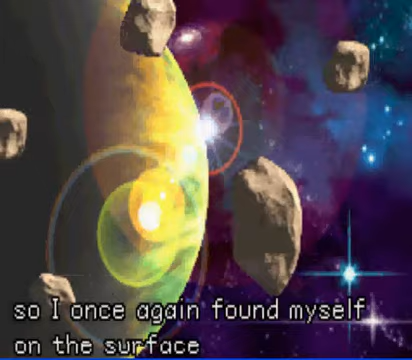 so I once again found myself
on the surface